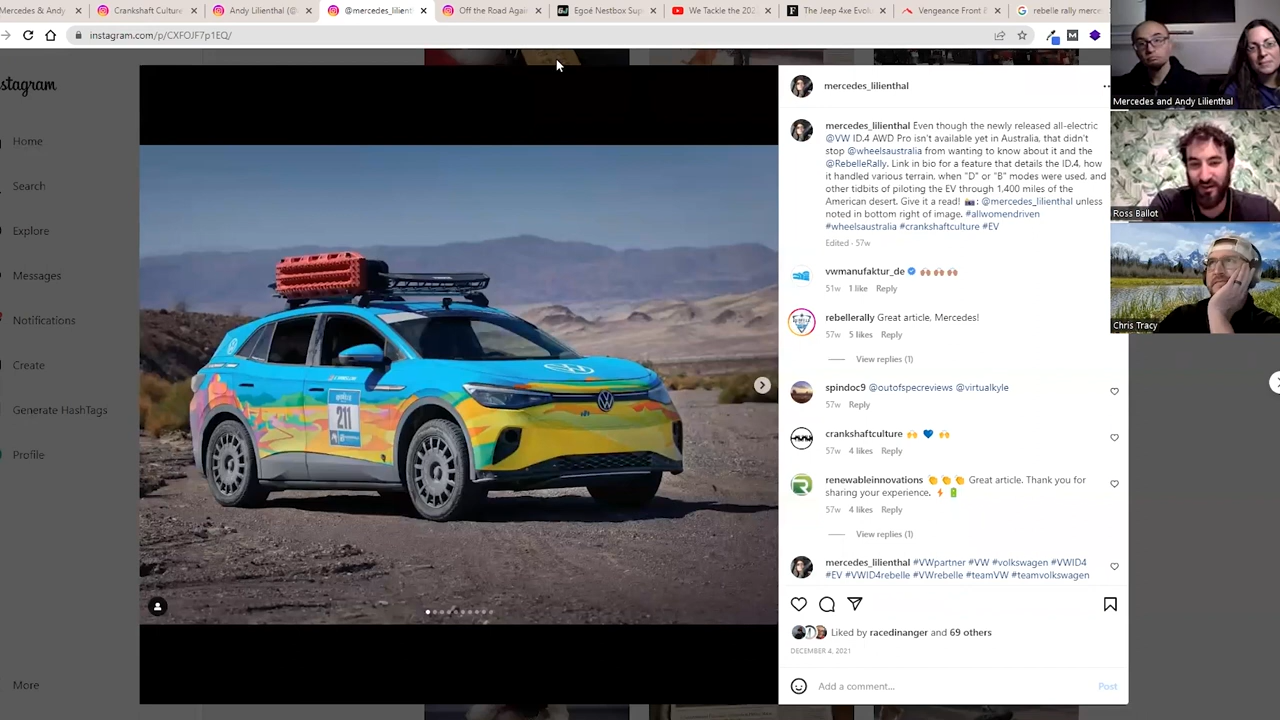 Mercedes & Andy
Crankshaft Culture
Andy Lilienthal (@
@mercedes_lilient
Off the Road Again
Egoé Nestbox Sup
We Tackle the 202
The Jeep 4xe Evolu
Vengeance Front &
rebelle rally merce
instagram.com/p/CXFOJF7p1EQ/
stagram
Home
Search
Explore
Messages
Notifications
Create
Generate HashTags
Profile
More
211
mercedes_lilienthal
mercedes_lilienthal Even though the newly released all-electric
@VW ID.4 AWD Pro isn't available yet in Australia, that didn't
stop @wheelsaustralia from wanting to know about it and the
@RebelleRally. Link in bio for a feature that details the ID.4, how
it handled various terrain, when "D" or "B" modes were used, and
other tidbits of piloting the EV through 1,400 miles of the
American desert. Give it a read! 📸: @mercedes_lilienthal unless
noted in bottom right of image. #allwomendriven
#wheelsaustralia #crankshaftculture #EV
Edited · 57w
vwmanufaktur_de 🙌🏽🙌🏽🙌🏽
51w 1 like Reply
rebellerally Great article, Mercedes!
57w 5 likes Reply
View replies (1)
spindoc9 @outofspecreviews @virtualkyle
57w Reply
crankshaftculture 🙌 💙 🙌
57w 4 likes Reply
renewableinnovations 👏 👏 👏 Great article. Thank you for
sharing your experience. ⚡ 🔋
57w 4 likes Reply
View replies (1)
mercedes_lilienthal #VWpartner #VW #volkswagen #VWID4
#EV #VWID4rebelle #VWrebelle #teamVW #teamvolkswagen
Liked by racedinanger and 69 others
DECEMBER 4, 2021
Add a comment...
Post
Mercedes and Andy Lilienthal
Ross Ballot
Chris Tracy